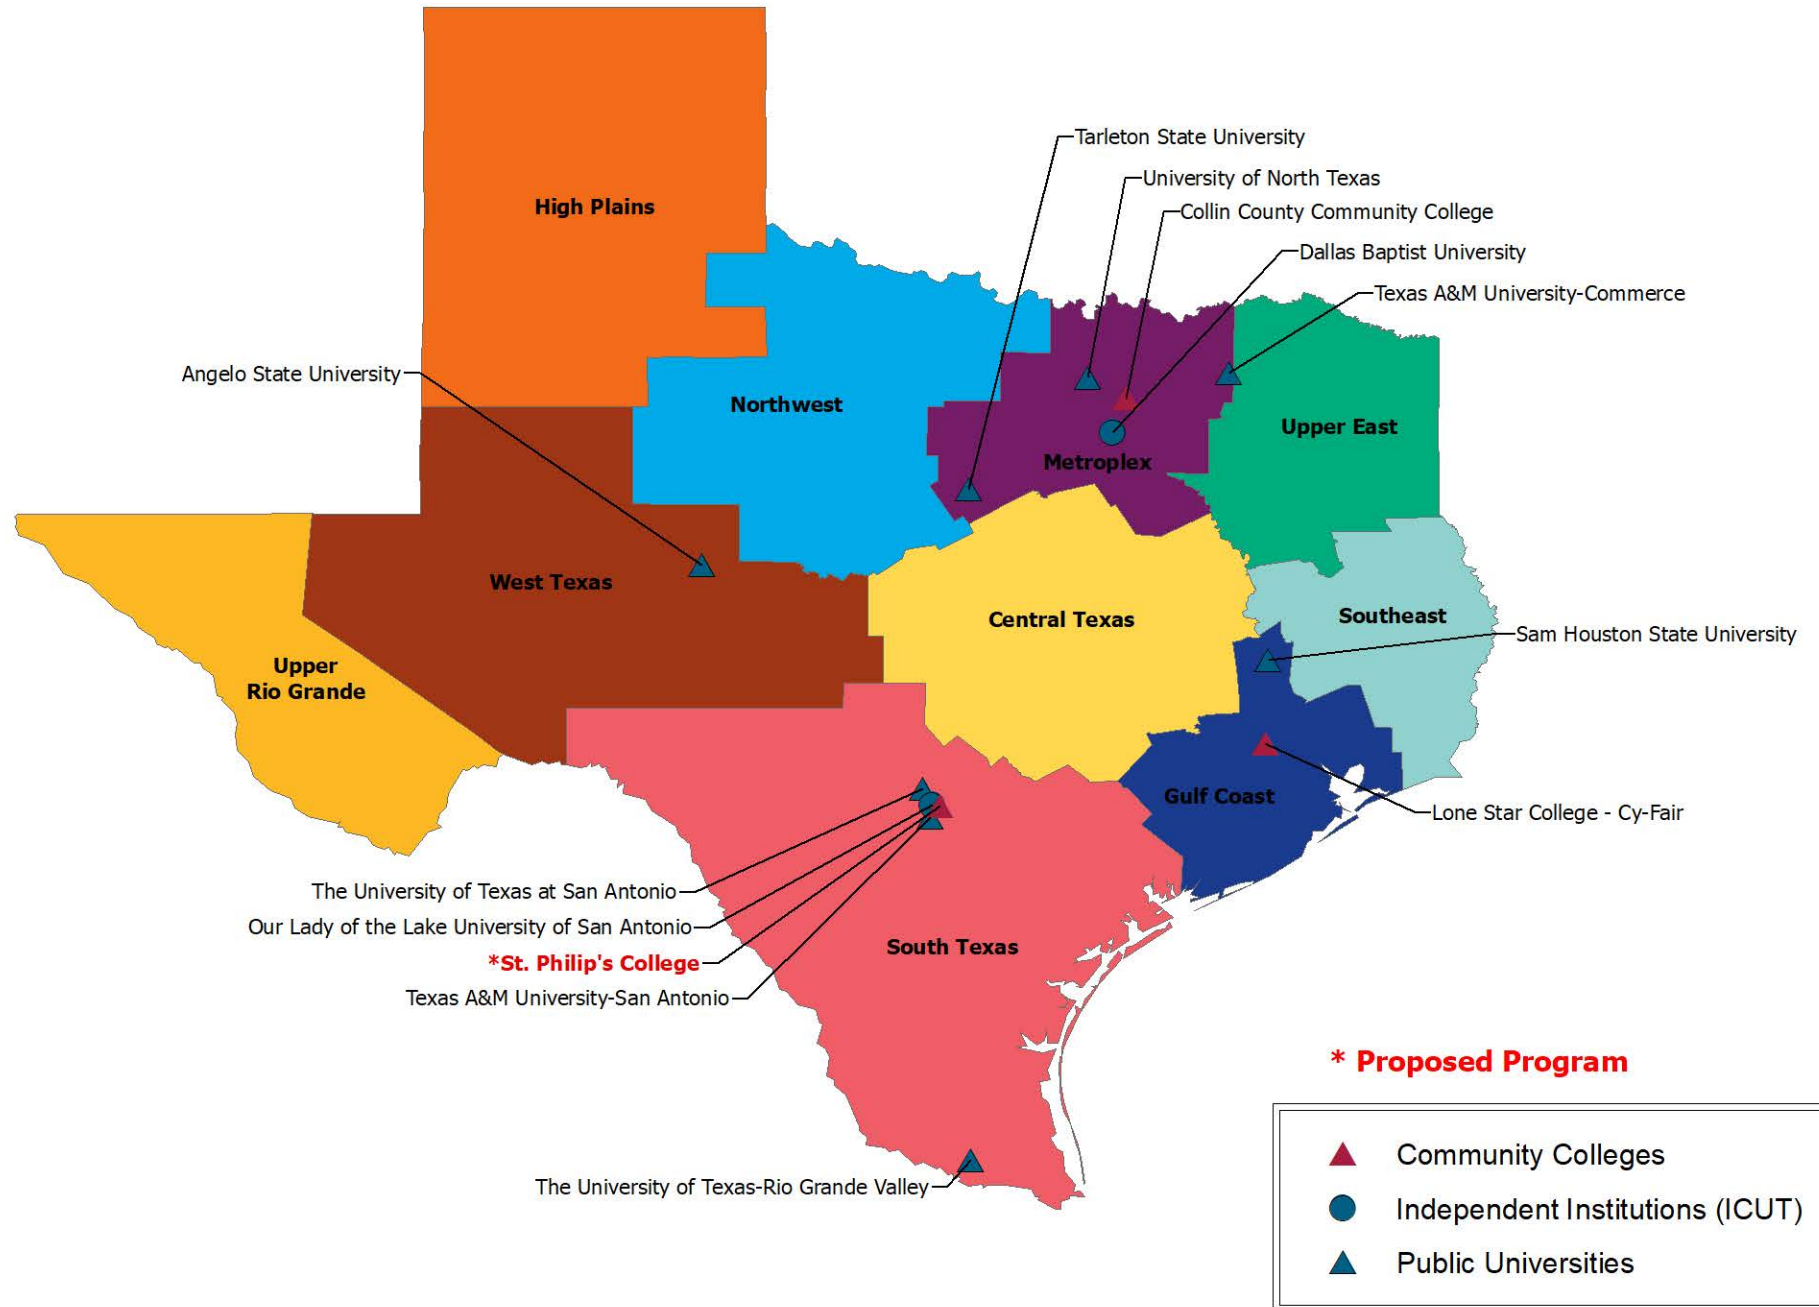 Tarleton State University
University of North Texas
High Plains
Collin County Community College
Dallas Baptist University
Texas A&M University-Commerce
Angelo State University
Northwest
Upper East
Metroplex
West Texas
Central Texas
Southeast
Sam Houston State University
Upper
Rio Grande
Gulf Coast
Lone Star College - Cy-Fair
The University of Texas at San Antonio
Our Lady of the Lake University of San Antonio
South Texas
*St. Philip's College
Texas A&M University-San Antonio
* Proposed Program
Community Colleges
The University of Texas-Rio Grande Valley
Independent Institutions (ICUT)
Public Universities